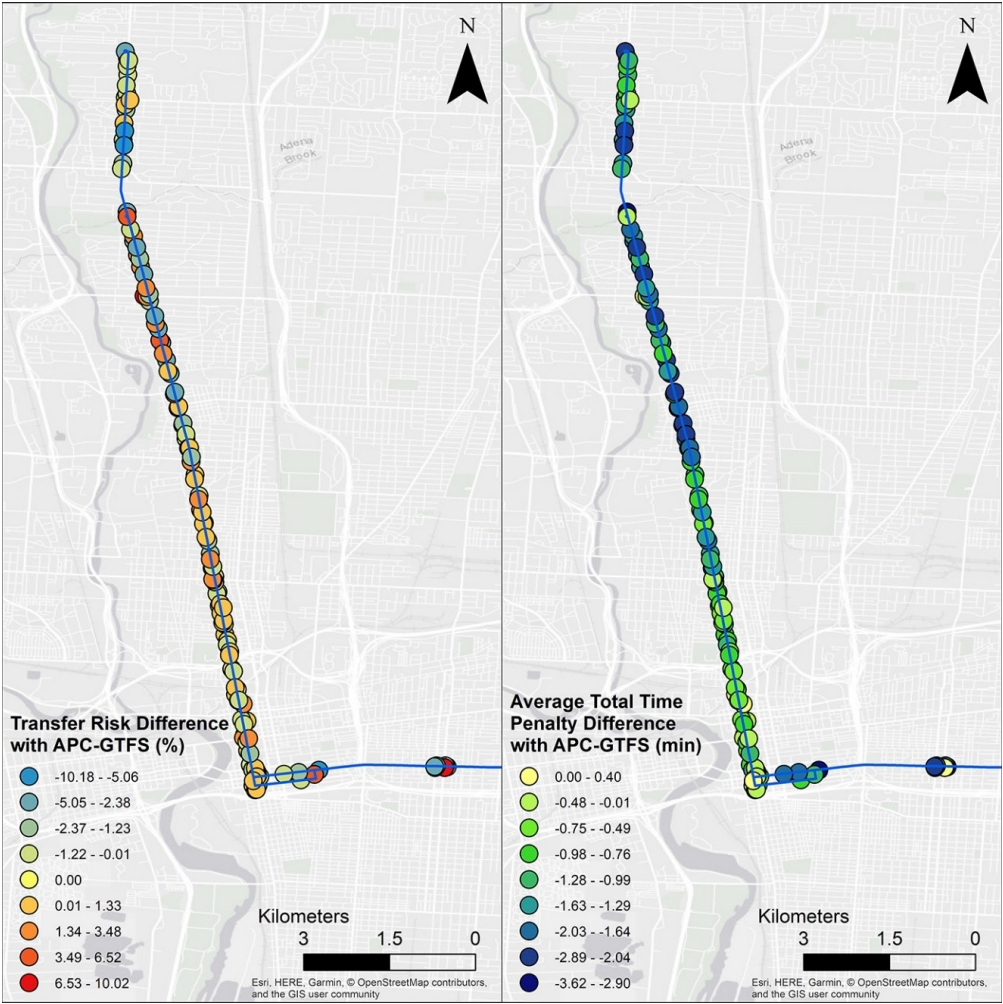 N
Adena
Brook
Transfer Risk Difference
with APC-GTFS (%)
-10.18 - -5.06
-5.05 - -2.38
-2.37 - -1.23
-1.22 - -0.01
0.00
0.01 - 1.33
1.34 - 3.48
3.49 - 6.52
6.53 - 10.02
Kilometers
3 1.5 0
Esri, HERE, Garmin, © OpenStreetMap contributors,
and the GIS user community
N
Adena
Brook
Average Total Time
Penalty Difference
with APC-GTFS (min)
0.00 - 0.40
-0.48 - -0.01
-0.75 - -0.49
-0.98 - -0.76
-1.28 - -0.99
-1.63 - -1.29
-2.03 - -1.64
-2.89 - -2.04
-3.62 - -2.90
Kilometers
3 1.5 0
Esri, HERE, Garmin, © OpenStreetMap contributors,
and the GIS user community